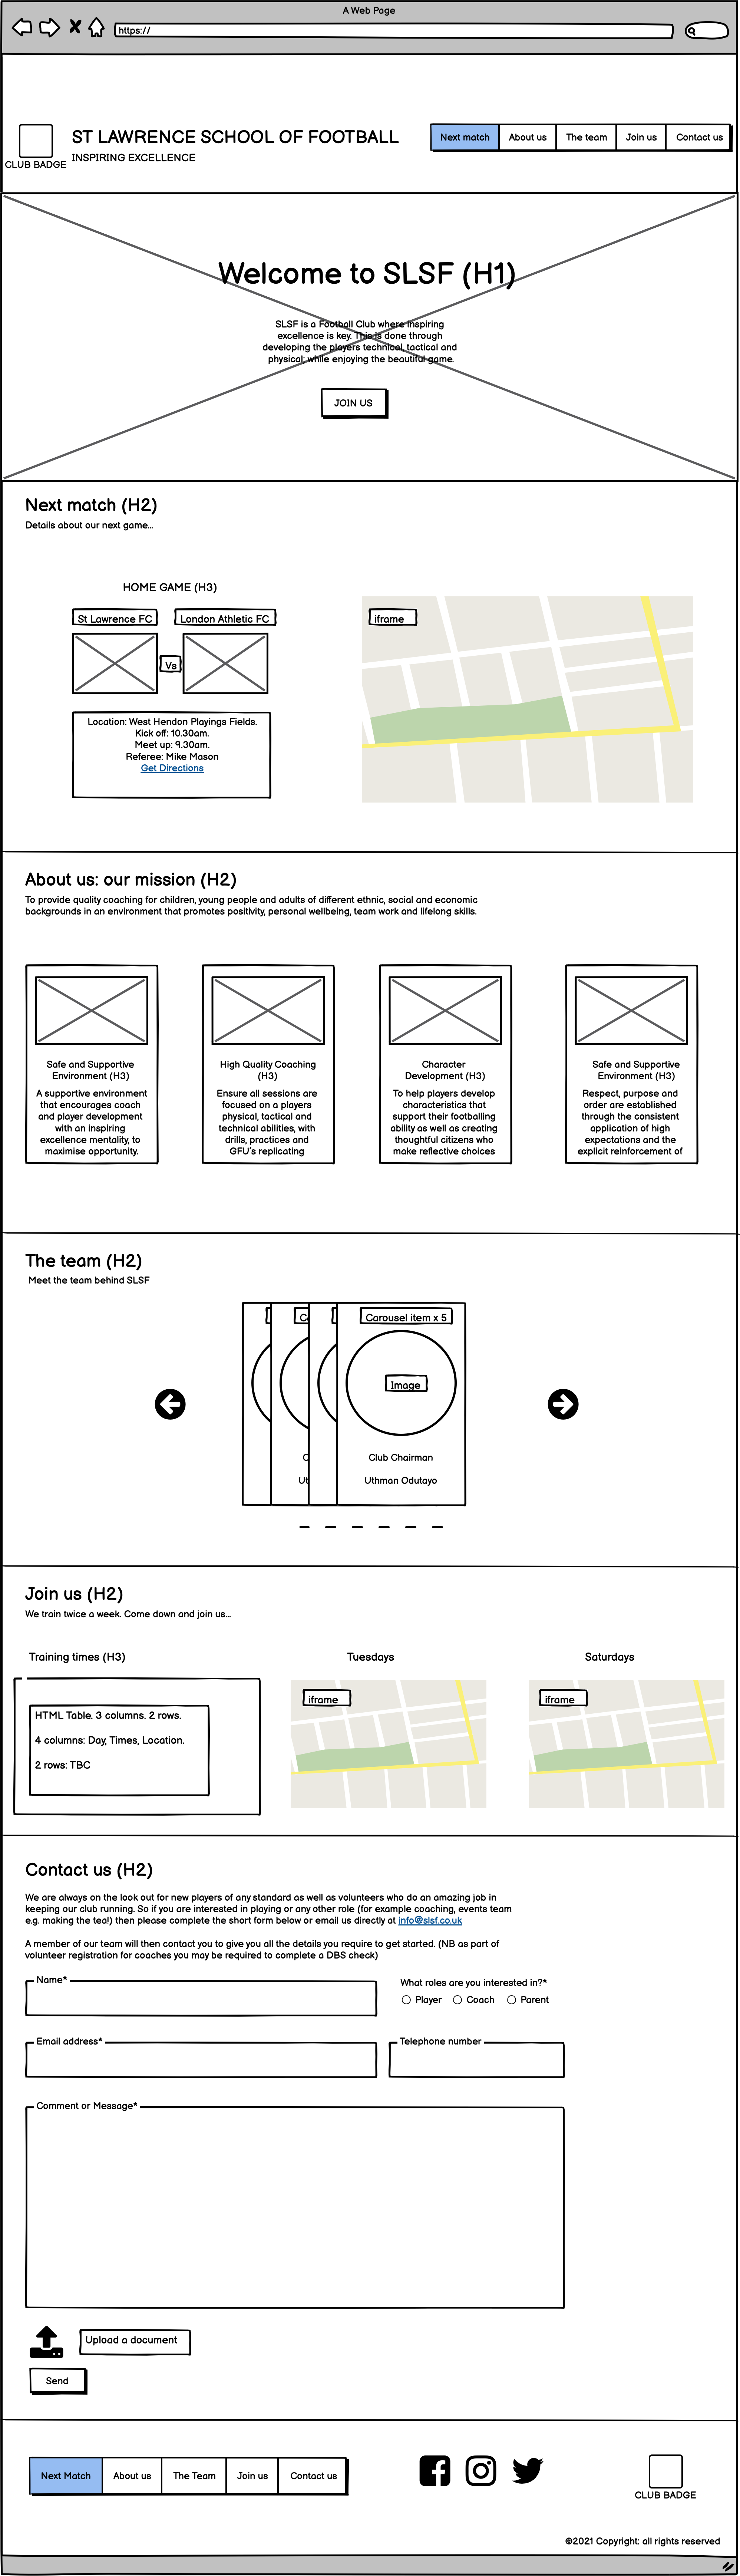 A Web Page
https://
ST LAWRENCE SCHOOL OF FOOTBALL
CLUB BADGE
INSPIRING EXCELLENCE
Next match
About us
The team
Join us
Contact us
Welcome to SLSF (H1)
SLSF is a Football Club where inspiring
excellence is key. This is done through
developing the players technical, tactical and
physical; while enjoying the beautiful game.
JOIN US
Next match (H2)
Details about our next game...
HOME GAME (H3)
St Lawrence FC
London Athletic FC
Vs
Location: West Hendon Playings Fields.
Kick off: 10.30am.
Meet up: 9.30am.
Referee: Mike Mason
Get Directions
iframe
About us: our mission (H2)
To provide quality coaching for children, young people and adults of different ethnic, social and economic
backgrounds in an environment that promotes positivity, personal wellbeing, team work and lifelong skills.
Safe and Supportive
Environment (H3)
A supportive environment
that encourages coach
and player development
with an inspiring
excellence mentality, to
maximise opportunity.
High Quality Coaching
(H3)
Ensure all sessions are
focused on a players
physical, tactical and
technical abilities, with
drills, practices and
GFU's replicating
Character
Development (H3)
To help players develop
characteristics that
support their footballing
ability as well as creating
thoughtful citizens who
make reflective choices
Safe and Supportive
Environment (H3)
Respect, purpose and
order are established
through the consistent
application of high
expectations and the
explicit reinforcement of
The team (H2)
Meet the team behind SLSF
C
Carousel item x 5
Image
C
Club Chairman
Ut
Uthman Odutayo
Join us (H2)
We train twice a week. Come down and join us...
Training times (H3)
Tuesdays
Saturdays
HTML Table. 3 columns. 2 rows.
4 columns: Day, Times, Location.
2 rows: TBC
iframe
iframe
Contact us (H2)
We are always on the look out for new players of any standard as well as volunteers who do an amazing job in
keeping our club running. So if you are interested in playing or any other role (for example coaching, events team
e.g. making the tea!) then please complete the short form below or email us directly at info@slsf.co.uk
A member of our team will then contact you to give you all the details you require to get started. (NB as part of
volunteer registration for coaches you may be required to complete a DBS check)
Name*
What roles are you interested in?*
Player
Coach
Parent
Email address*
Telephone number
Comment or Message*
Upload a document
Send
Next Match
About us
The Team
Join us
Contact us
CLUB BADGE
©2021 Copyright: all rights reserved